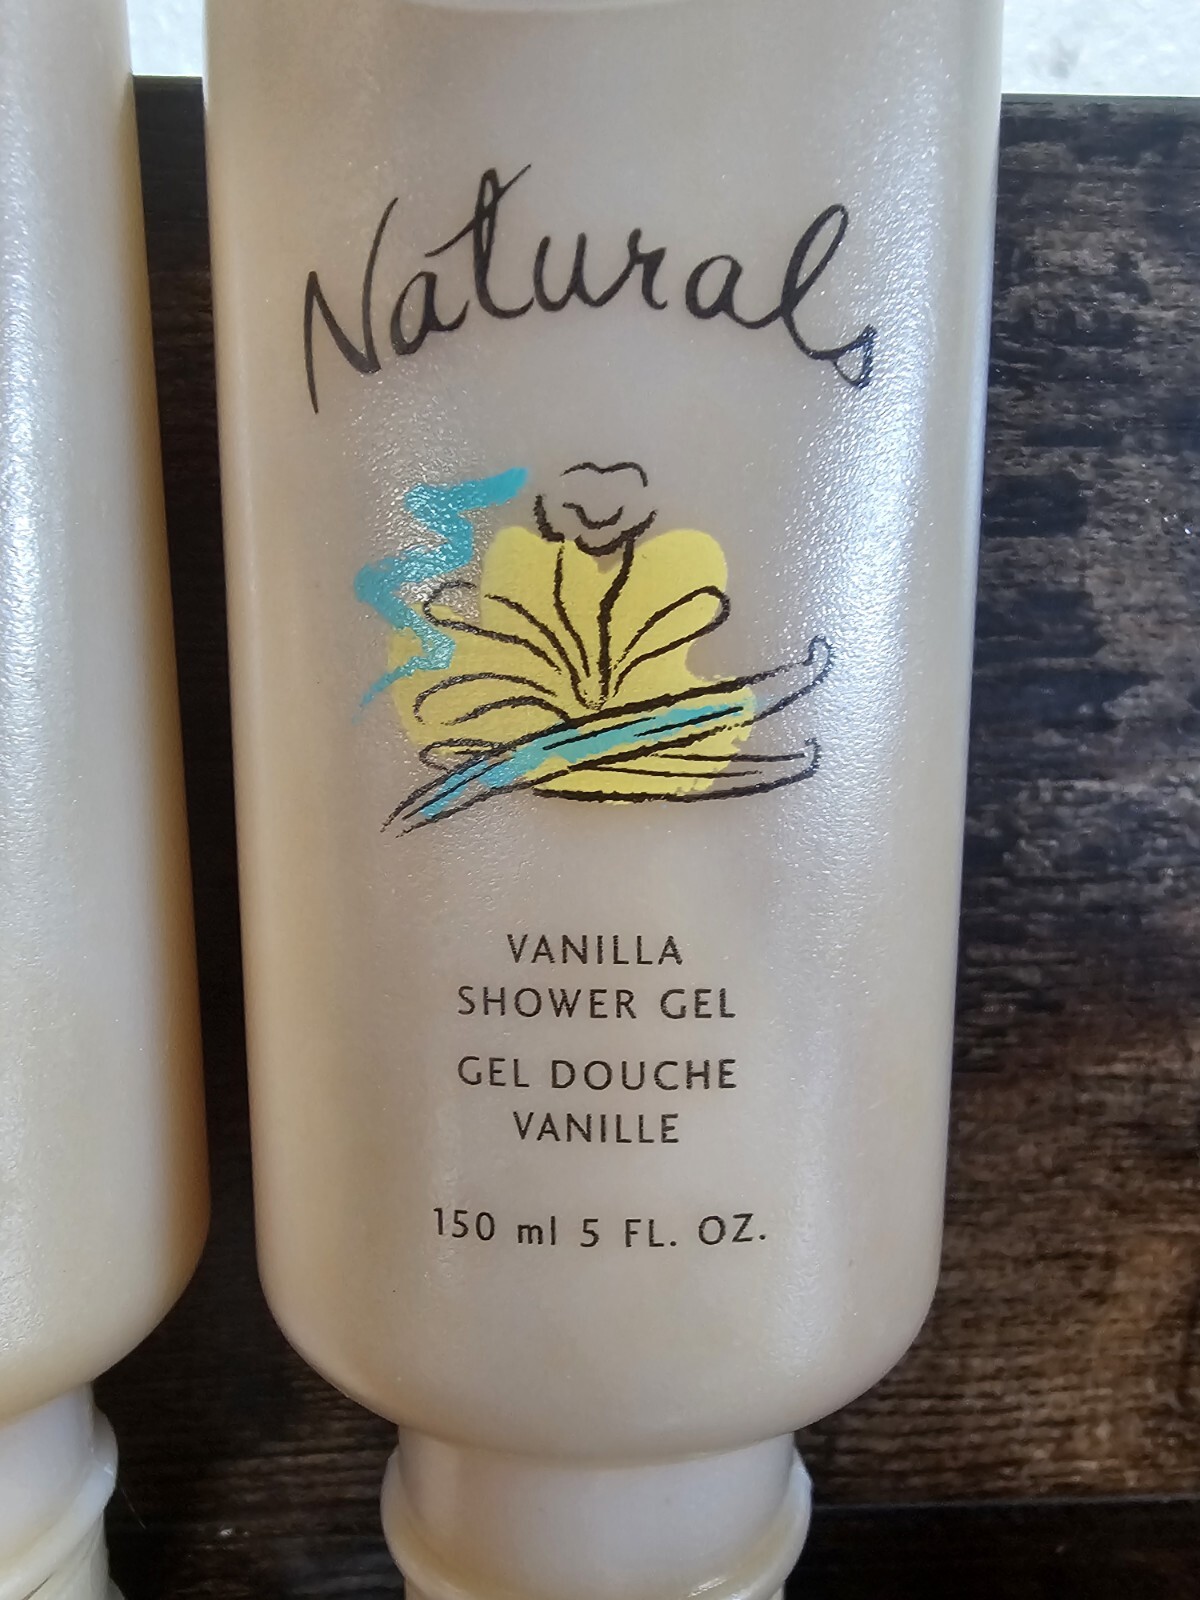 Naturals
VANILLA
SHOWER GEL
GEL DOUCHE
VANILLE
150 ml 5 FL. OZ.